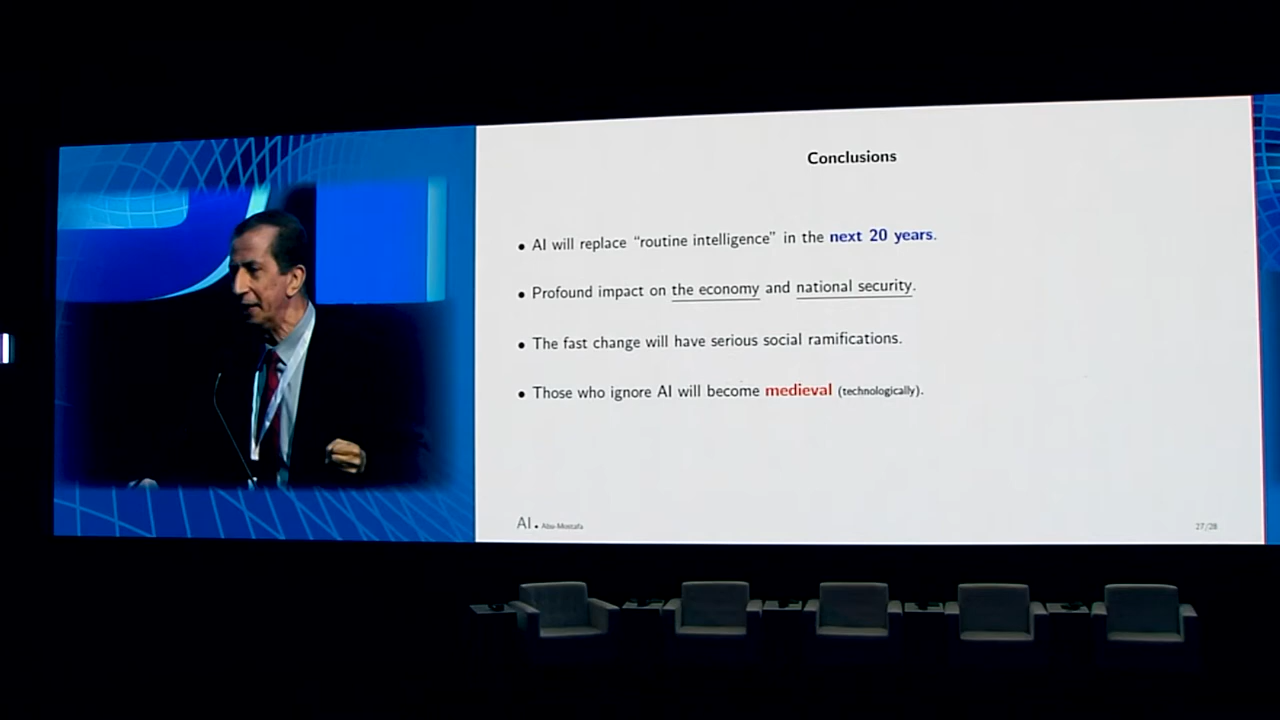 Conclusions
• AI will replace “routine intelligence” in the next 20 years.
• Profound impact on the economy and national security.
• The fast change will have serious social ramifications.
• Those who ignore AI will become medieval (technologically).
AI • Abu-Mostafa
27/28